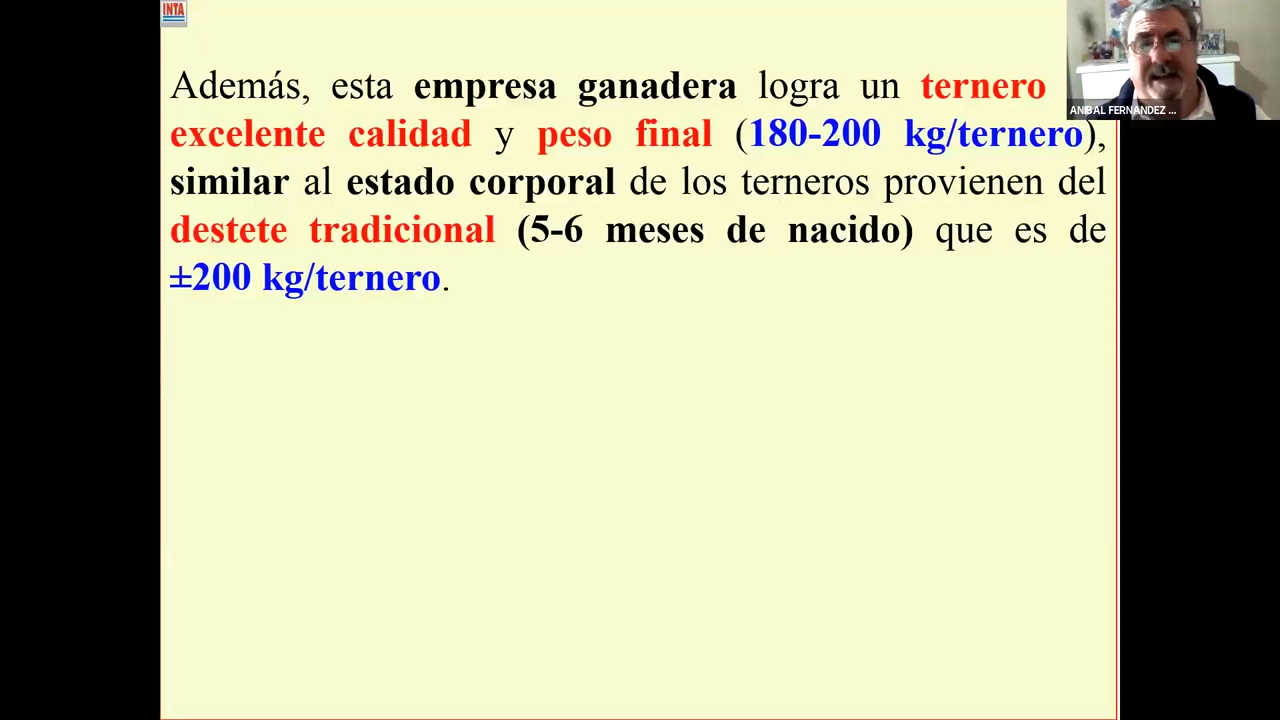 INTA
Además, esta empresa ganadera logra un ternero
excelente calidad y peso final (180-200 kg/ternero),
similar al estado corporal de los terneros provienen del
destete tradicional (5-6 meses de nacido) que es de
±200 kg/ternero.
ANIBAL FERNANDEZ ...